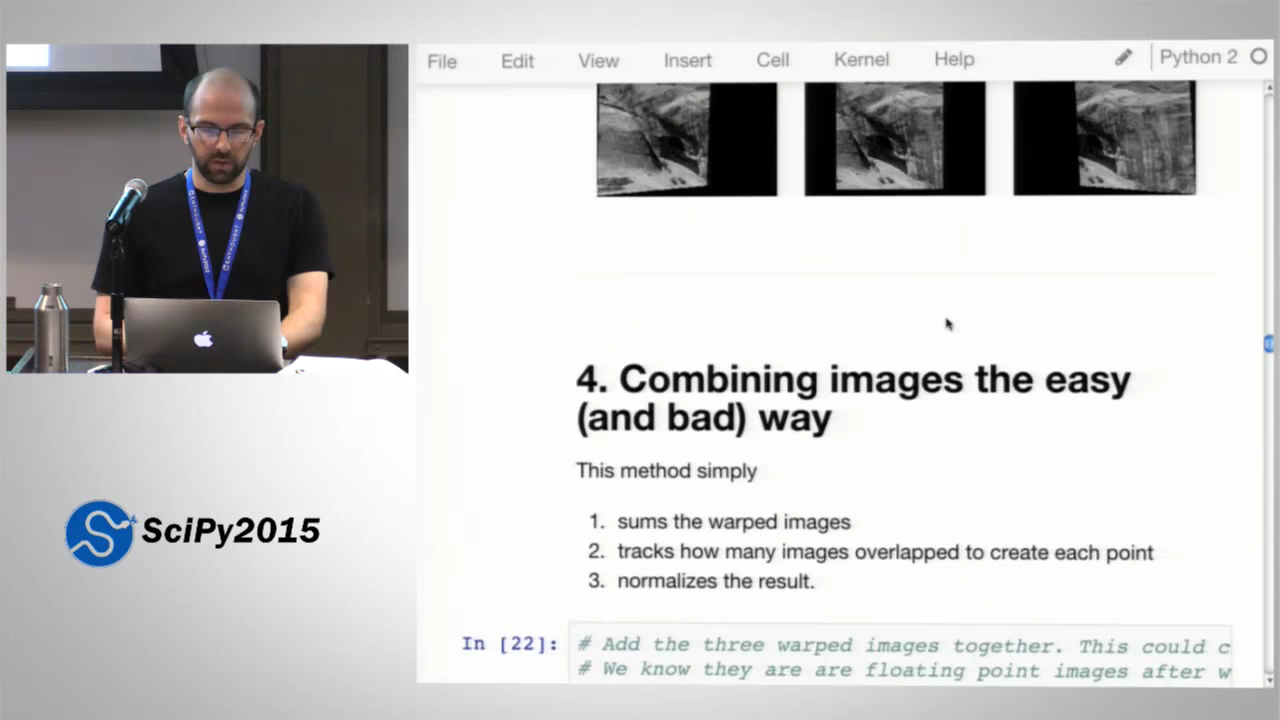 File Edit View Insert Cell Kernel Help Python 2
4. Combining images the easy
(and bad) way
This method simply
1. sums the warped images
2. tracks how many images overlapped to create each point
3. normalizes the result.
In [22]: # Add the three warped images together. This could c
# We know they are are floating point images after w
SciPy2015